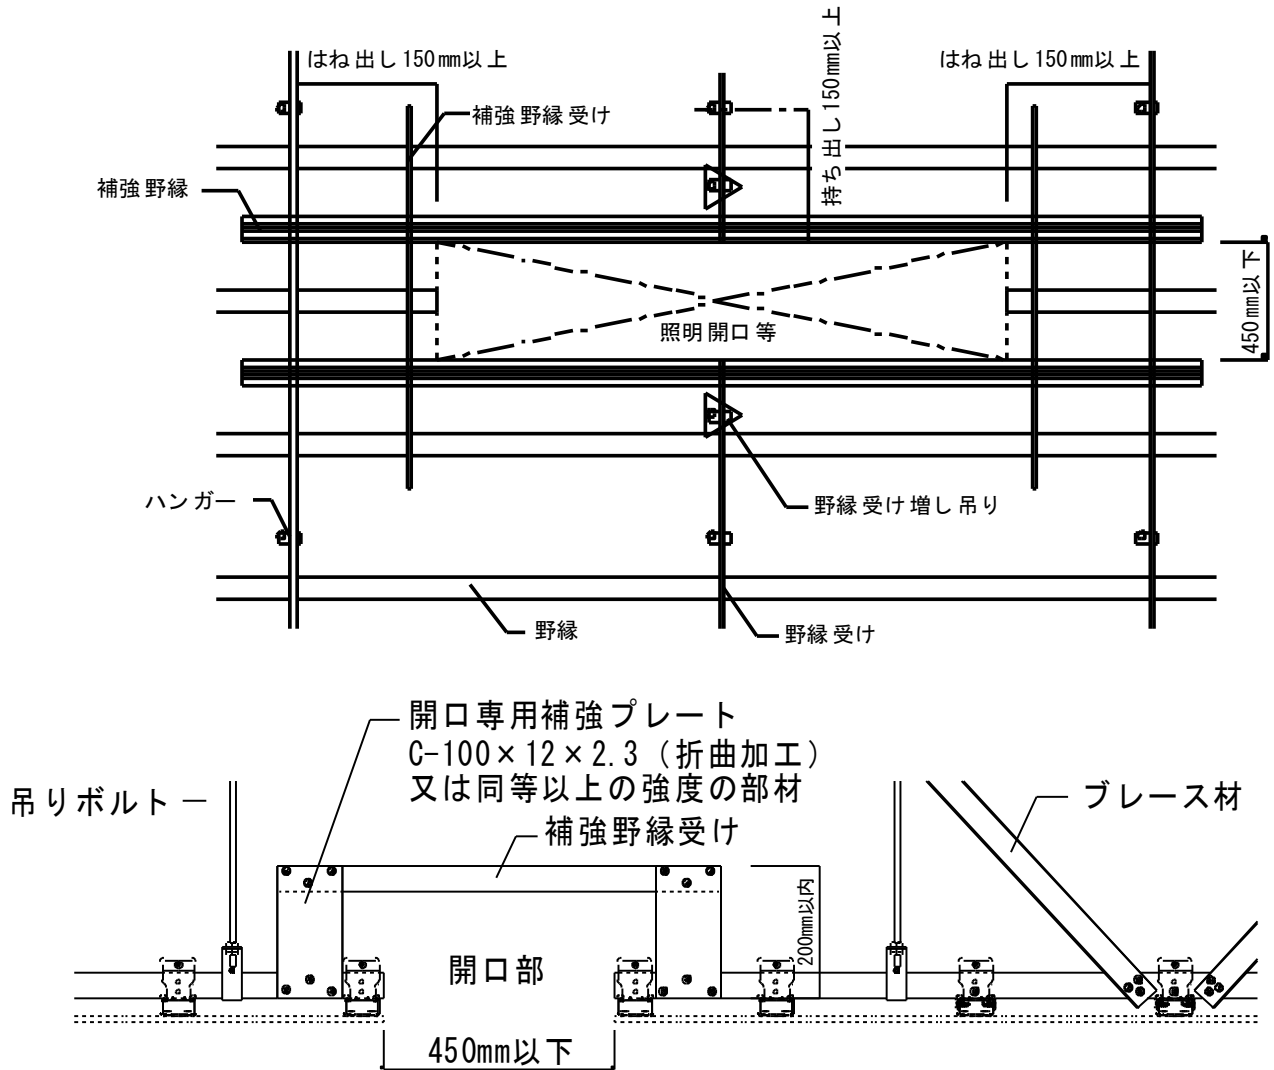 はね出し150mm以上
持ち出し150mm以上
はね出し150mm以上
補強野縁受け
補強野縁
450mm以下
照明開口等
ハンガー
野縁受け増し吊り
野縁
野縁受け
開口専用補強プレート
C-100×12×2.3(折曲加工)
又は同等以上の強度の部材
吊りボルト
ブレース材
補強野縁受け
200mm以内
開口部
450mm以下